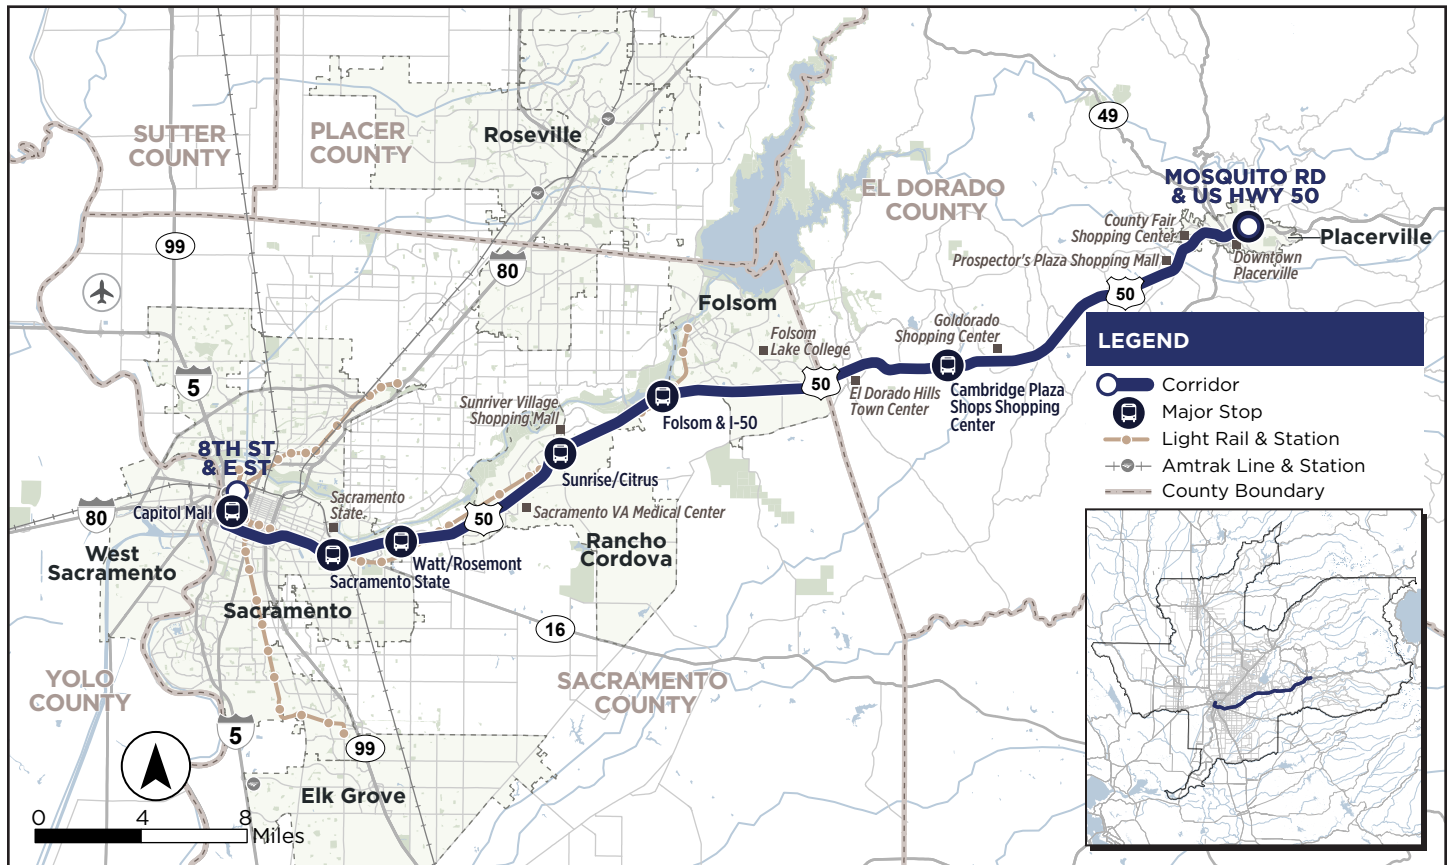 SUTTER
COUNTY
PLACER
COUNTY
Roseville
49
MOSQUITO RD
& US HWY 50
EL DORADO
COUNTY
County Fair
Shopping Center
Placerville
99
80
Prospector's Plaza Shopping Mall
Downtown
Placerville
50
Folsom
Goldorado
Shopping Center
Folsom
Lake College
5
50
El Dorado Hills
Town Center
Cambridge Plaza
Shops Shopping
Center
Sunriver Village
Shopping Mall
Folsom & I-50
8TH ST
& E ST
Sunrise/Citrus
Capitol Mall
80
Sacramento
State
50
Sacramento VA Medical Center
West
Sacramento
Rancho
Cordova
Watt/Rosemont
Sacramento State
Sacramento
16
YOLO
COUNTY
SACRAMENTO
COUNTY
5
99
Elk Grove
0 4 8
Miles
LEGEND
Corridor
Major Stop
Light Rail & Station
Amtrak Line & Station
County Boundary